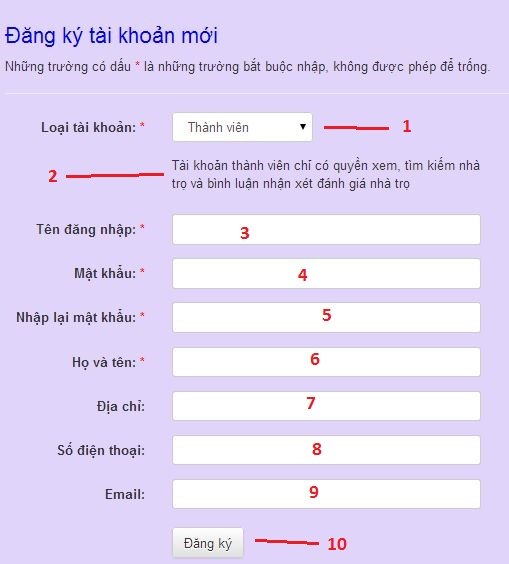 Đăng ký tài khoản mới
Những trường có dấu * là những trường bắt buộc nhập, không được phép để trống.
Loại tài khoản: * Thành viên 1
2 Tài khoản thành viên chỉ có quyền xem, tìm kiếm nhà
trọ và bình luận nhận xét đánh giá nhà trọ
Tên đăng nhập: * 3
Mật khẩu: * 4
Nhập lại mật khẩu: * 5
Họ và tên: * 6
Địa chỉ: 7
Số điện thoại: 8
Email: 9
Đăng ký 10